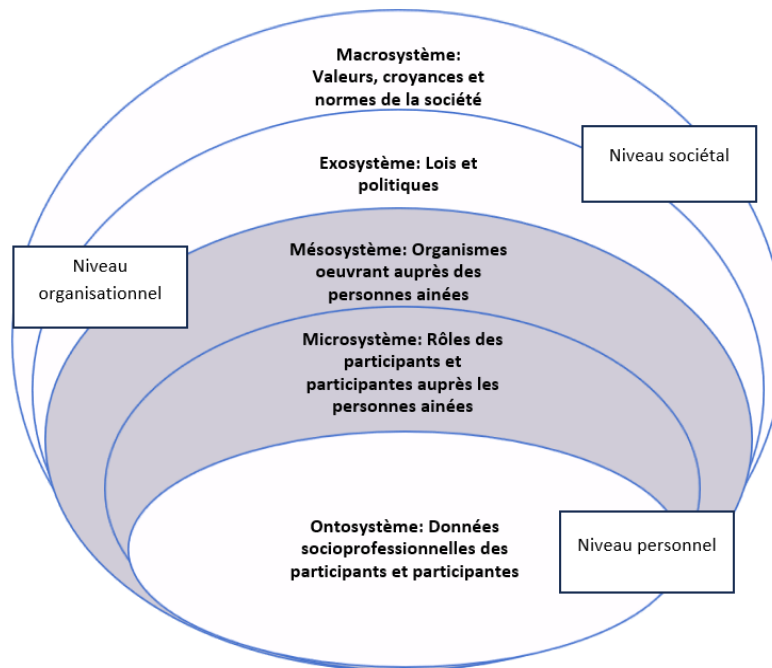 Macrosystème:
Valeurs, croyances et
normes de la société
Niveau sociétal
Exosystème: Lois et
politiques
Niveau
organisationnel
Mésosystème: Organismes
oeuvrant auprès des
personnes ainées
Microsystème: Rôles des
participants et
participantes auprès les
personnes ainées
Ontosystème: Données
socioprofessionnelles des
participants et participantes
Niveau personnel